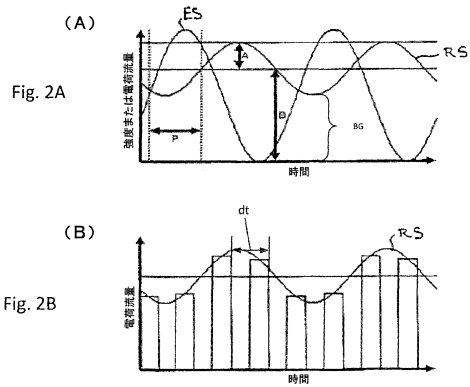 (A)
ES
RS
A
Fig. 2A
強度または電荷流量
P
B
BG
時間
(B)
dt
RS
Fig. 2B
電荷流量
時間